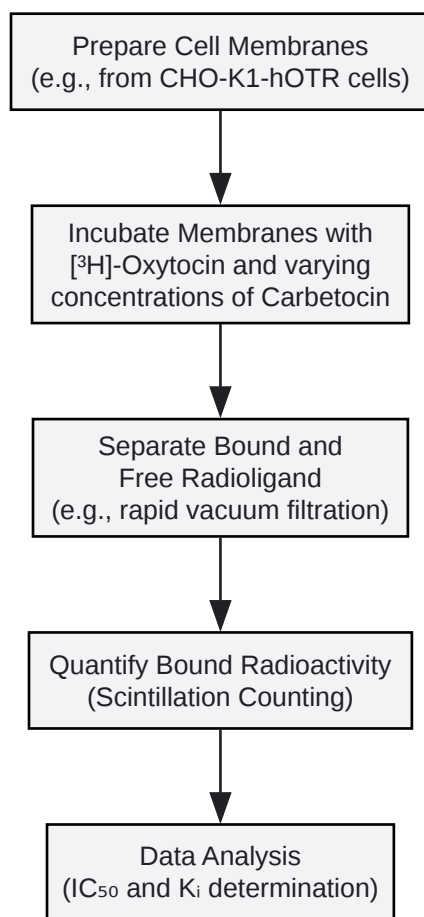 Prepare Cell Membranes
(e.g., from CHO-K1-hOTR cells)
Incubate Membranes with
[³H]-Oxytocin and varying
concentrations of Carbetocin
Separate Bound and
Free Radioligand
(e.g., rapid vacuum filtration)
Quantify Bound Radioactivity
(Scintillation Counting)
Data Analysis
(IC₅₀ and Kᵢ determination)